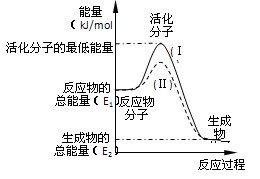 能量
(kJ/mol
活化
分子
活化分子的最低能量
(I
(II)
反应物的
总能量(E₁
反应物
分子
生成
物
生成物的
总能量(E₂
反应过程